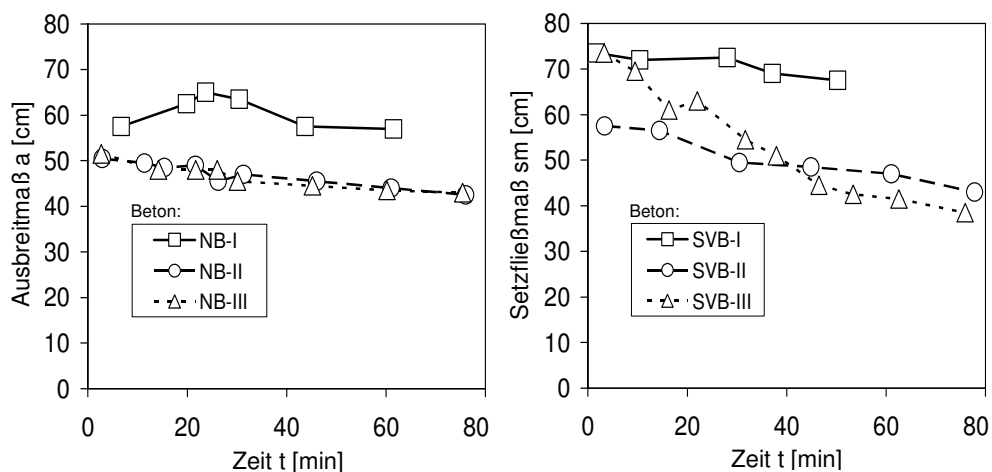 Ausbreitmaß a [cm]
80
70
60
50
40
30
20
10
0
Beton:
NB-I
NB-II
NB-III
0 20 40 60 80
Zeit t [min]
Setzfließmaß sm [cm]
80
70
60
50
40
30
20
10
0
Beton:
SVB-I
SVB-II
SVB-III
0 20 40 60 80
Zeit t [min]